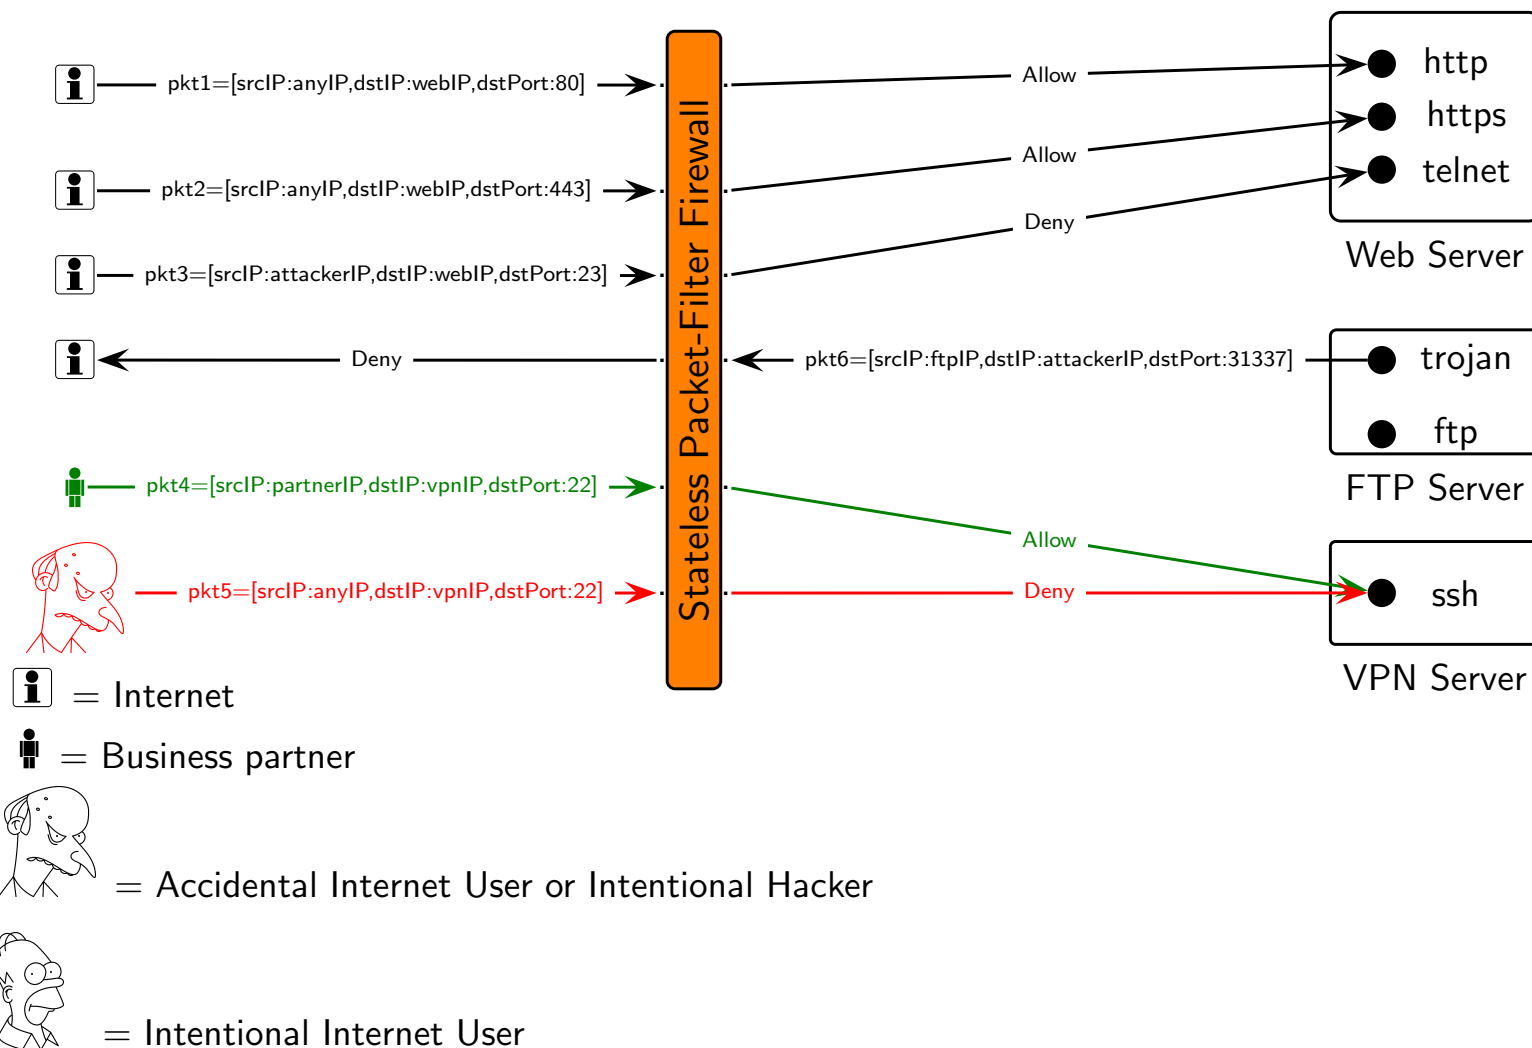 pkt1=[srcIP:anyIP,dstIP:webIP,dstPort:80]
Allow
http
pkt2=[srcIP:anyIP,dstIP:webIP,dstPort:443]
Allow
https
pkt3=[srcIP:attackerIP,dstIP:webIP,dstPort:23]
Deny
telnet
Web Server
Stateless Packet-Filter Firewall
Deny
pkt6=[srcIP:ftpIP,dstIP:attackerIP,dstPort:31337]
trojan
ftp
FTP Server
pkt4=[srcIP:partnerIP,dstIP:vpnIP,dstPort:22]
Allow
pkt5=[srcIP:anyIP,dstIP:vpnIP,dstPort:22]
Deny
ssh
VPN Server
= Internet
= Business partner
= Accidental Internet User or Intentional Hacker
= Intentional Internet User